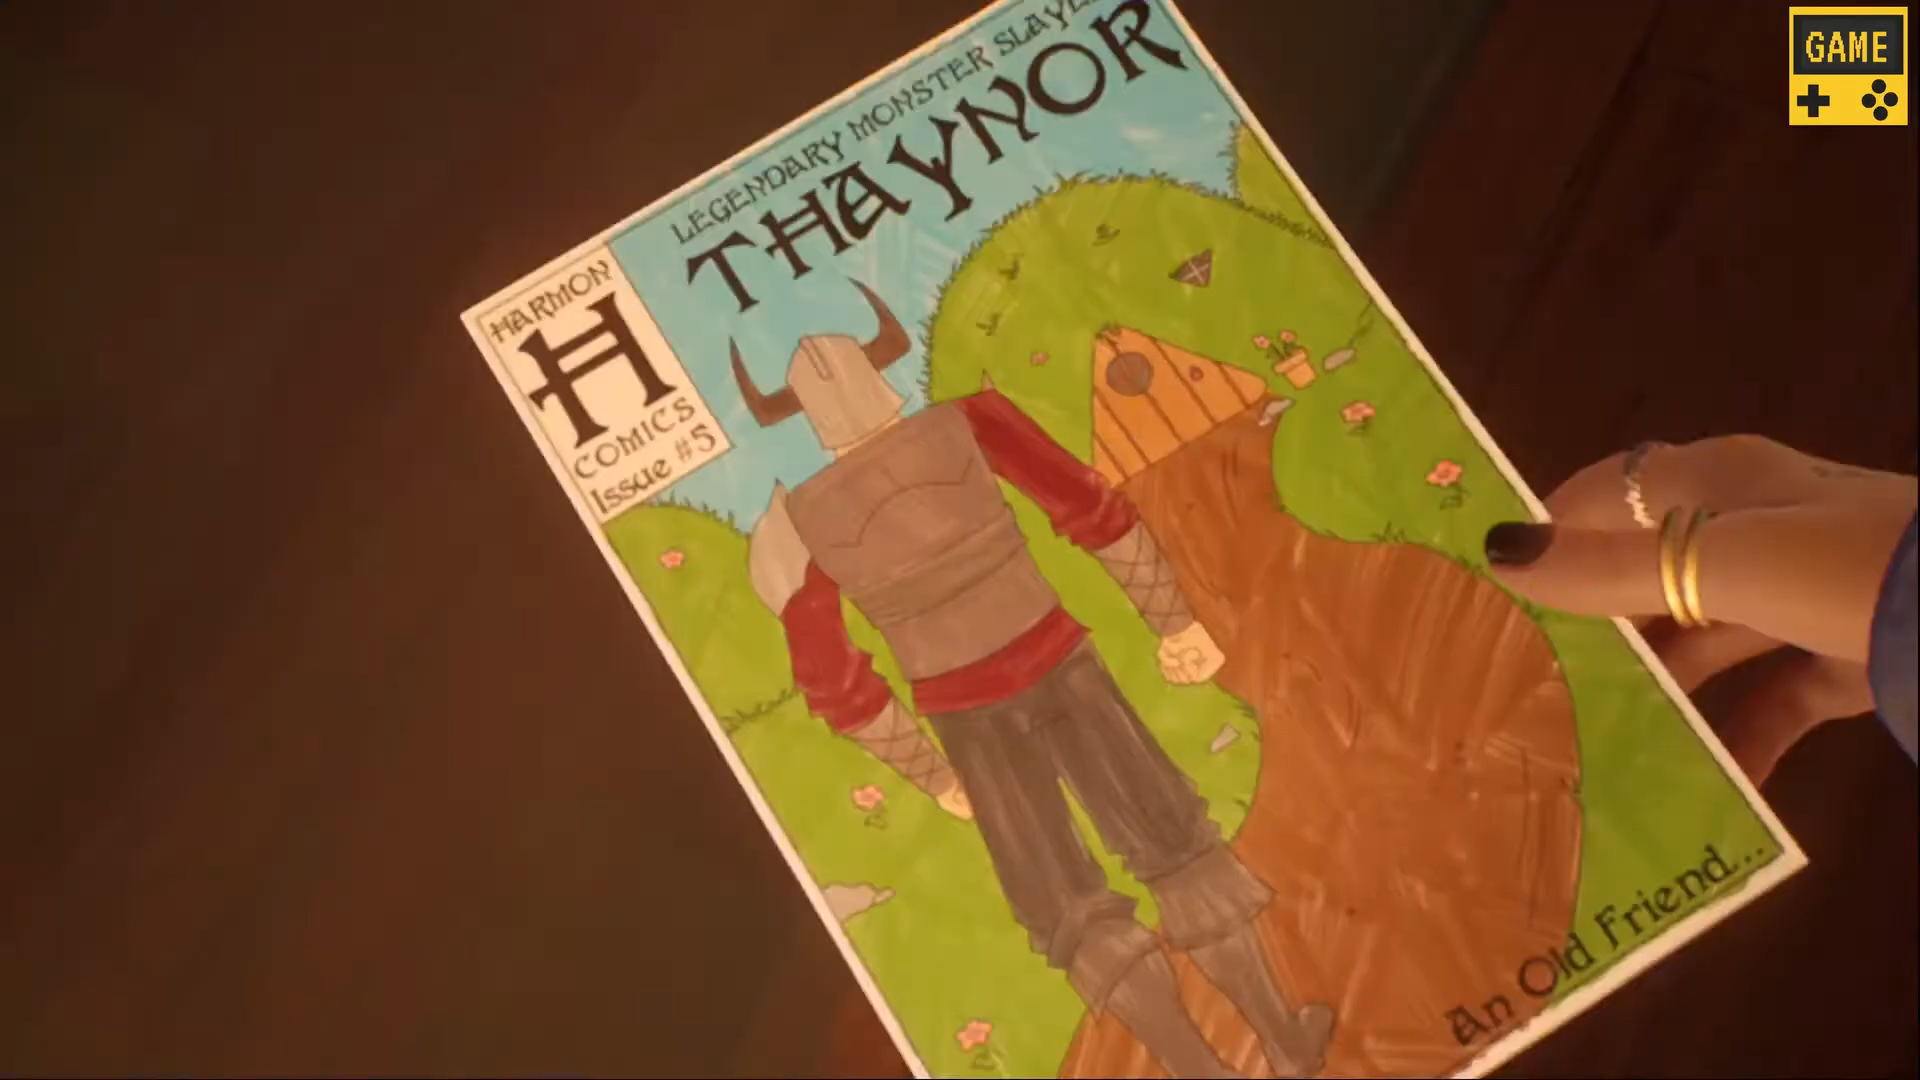 GAME
LEGENDARY MONSTER SLAYER
THAYNOR
HARMON
H
COMICS
Issue #5
An Old Friend...